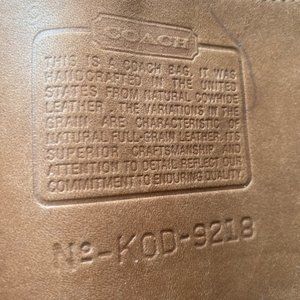 COACH
THIS IS A COACH BAG. IT WAS
HANDCRAFTED IN THE UNITED
STATES FROM NATURAL COWHIDE
LEATHER. THE VARIATIONS IN THE
GRAIN ARE CHARACTERISTIC OF
NATURAL FULL GRAIN LEATHER. ITS
SUPERIOR CRAFTSMANSHIP AND
ATTENTION TO DETAIL REFLECT OUR
COMMITMENT TO ENDURING QUALITY.
Nº-KOD-9218